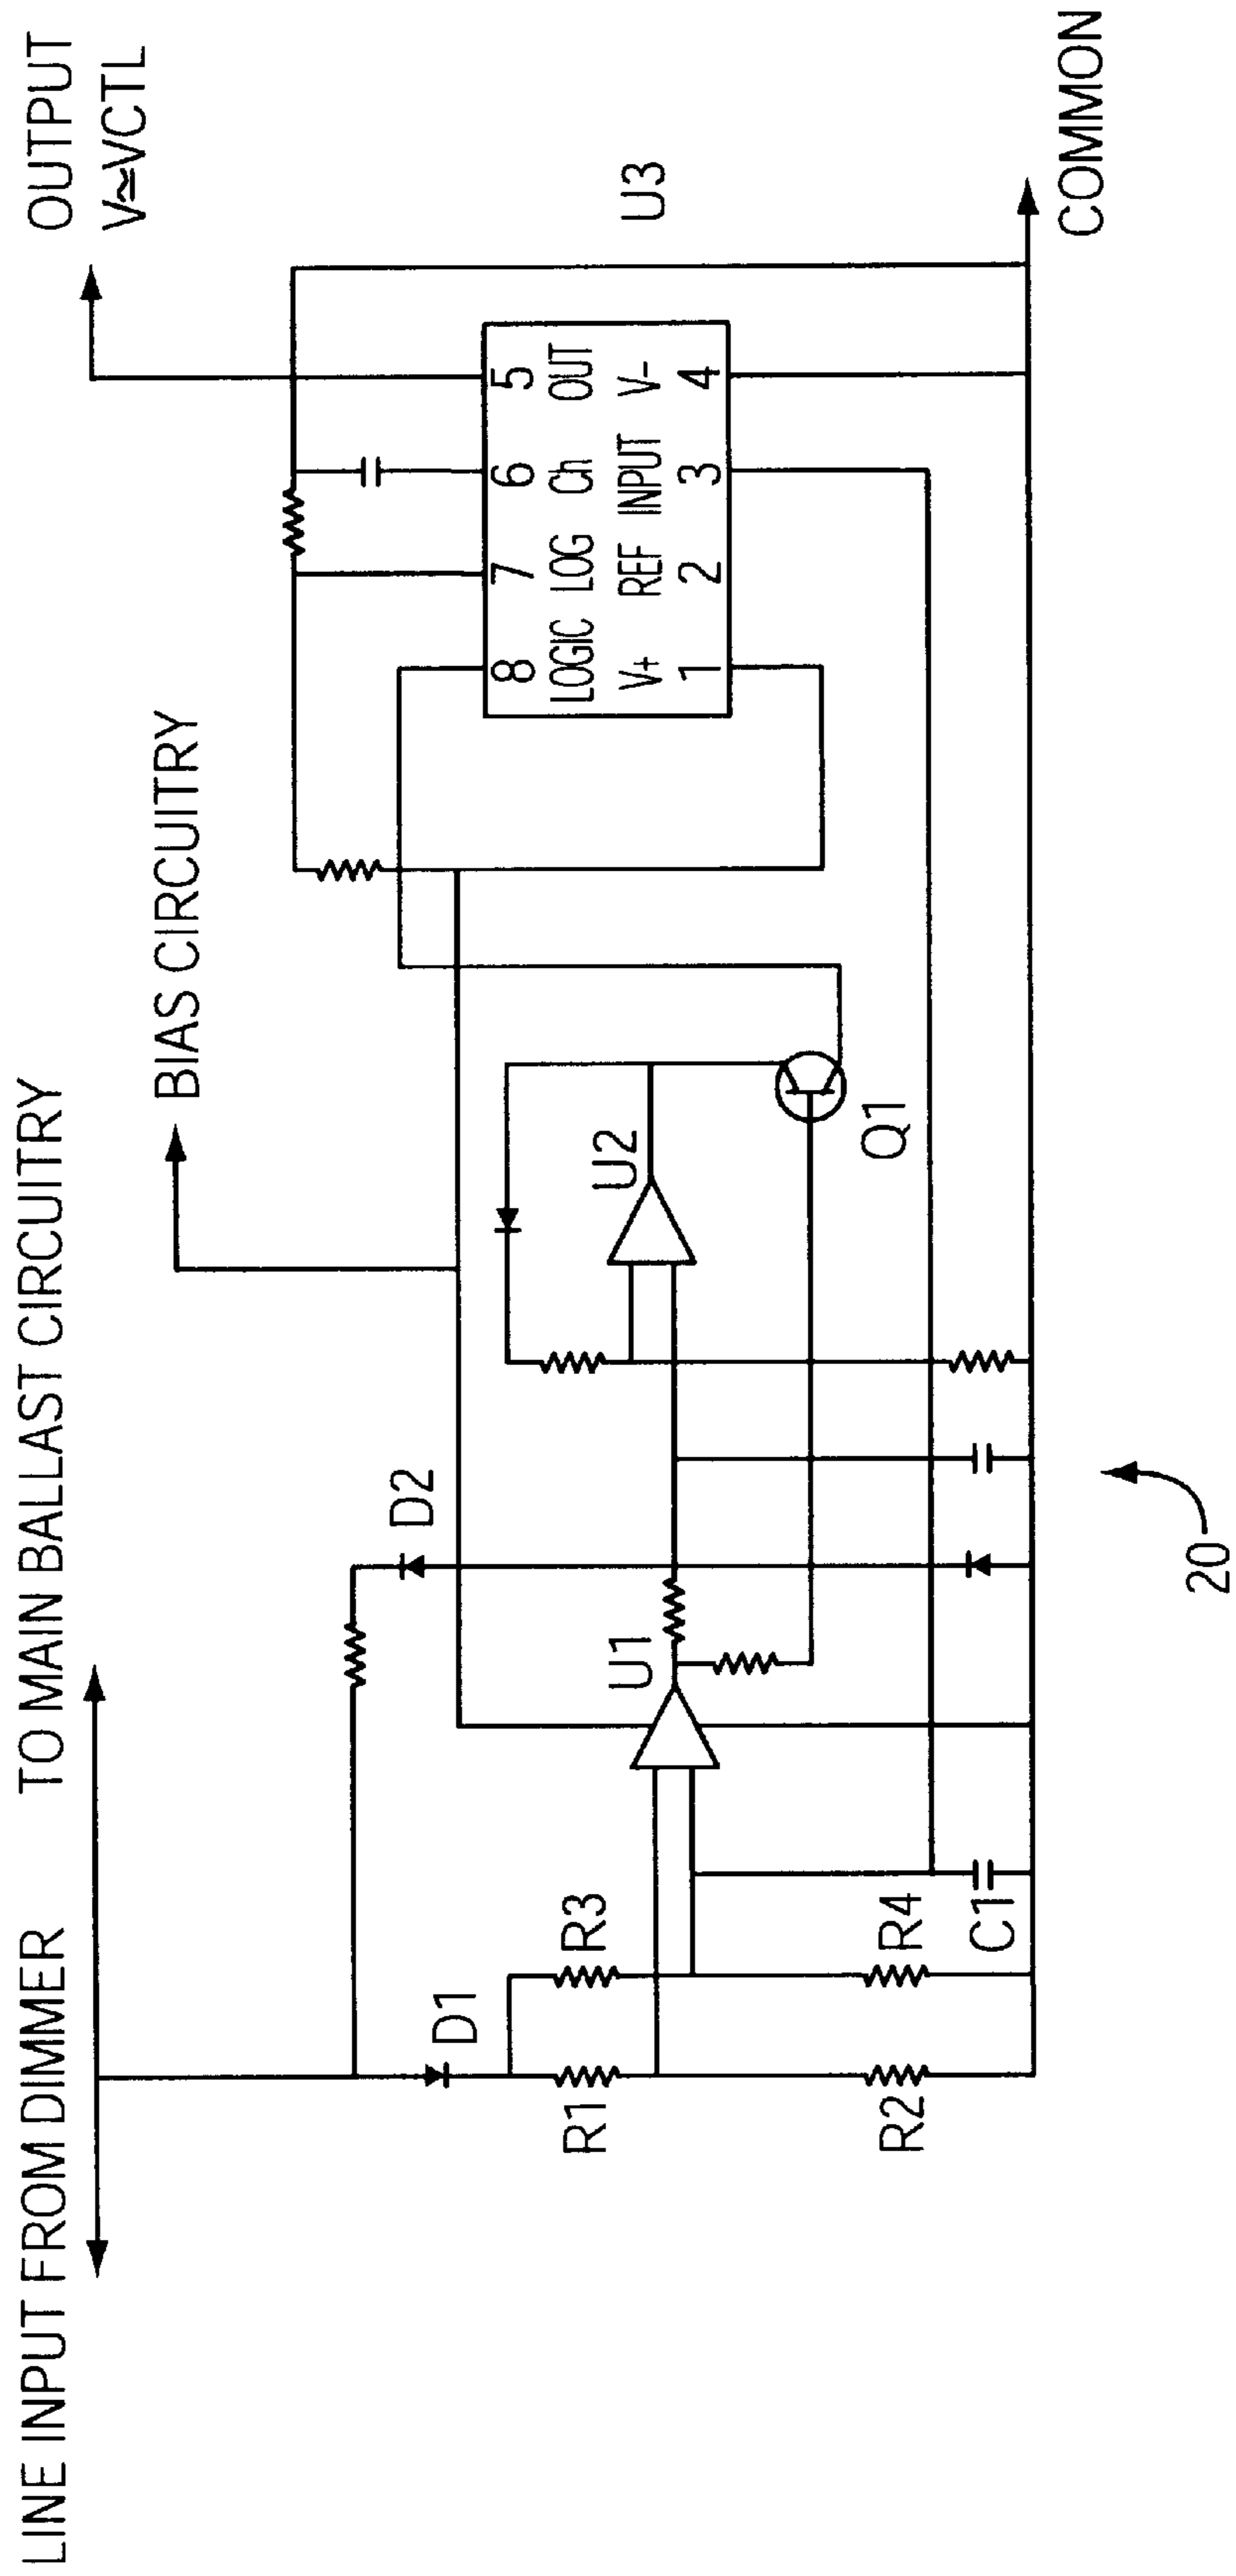 LINE INPUT FROM DIMMER
TO MAIN BALLAST CIRCUITRY
BIAS CIRCUITRY
OUTPUT
V≃VCTL
D1
D2
R1
R3
R2
R4
C1
U1
U2
Q1
U3
8 7 6 5
LOGIC LOG Ch OUT
V+ REF INPUT V-
1 2 3 4
COMMON
20